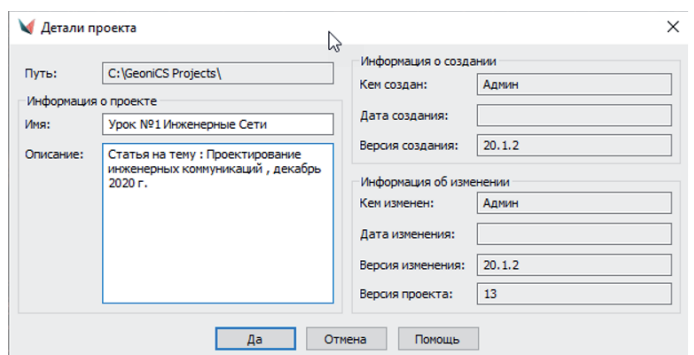 Детали проекта
Путь: C:\GeoniCS Projects\
Информация о проекте
Имя: Урок №1 Инженерные Сети
Описание: Статья на тему : Проектирование
инженерных коммуникаций , декабрь
2020 г.
Информация о создании
Кем создан: Админ
Дата создания:
Версия создания: 20.1.2
Информация об изменении
Кем изменен: Админ
Дата изменения:
Версия изменения: 20.1.2
Версия проекта: 13
Да Отмена Помощь